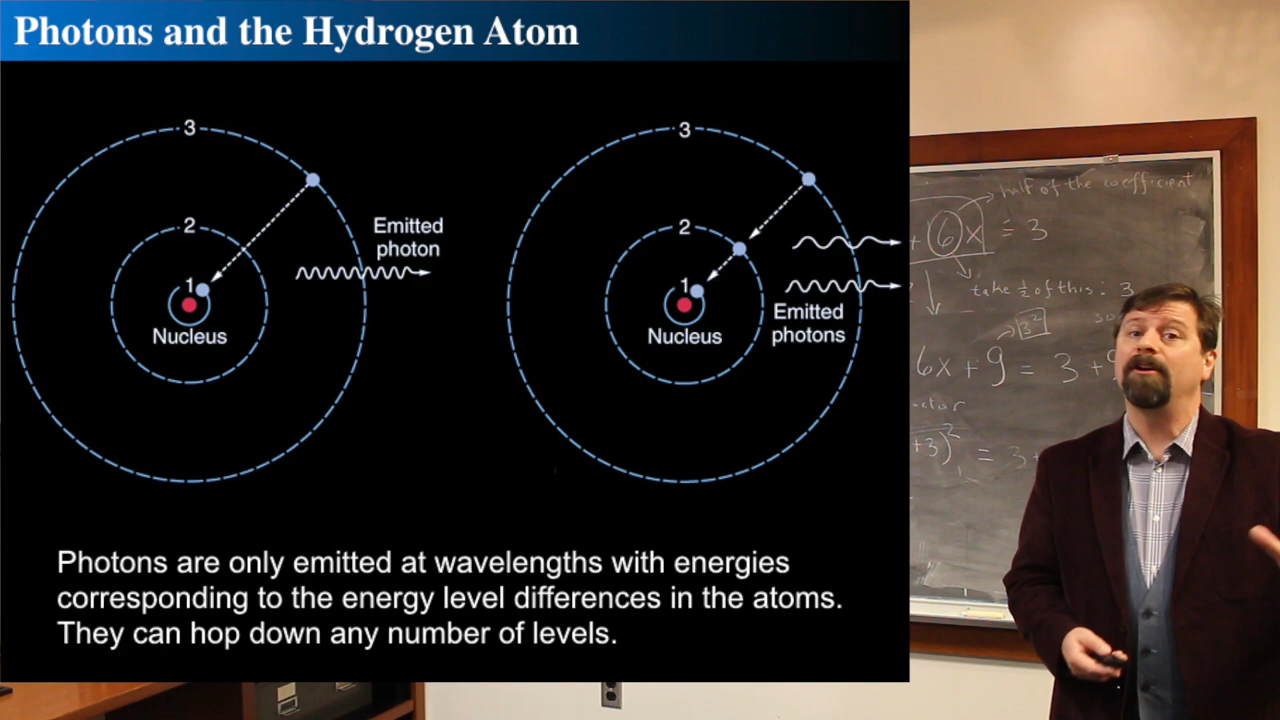 Photons and the Hydrogen Atom
3
2
1
Nucleus
Emitted
photon
3
2
1
Nucleus
Emitted
photons
Photons are only emitted at wavelengths with energies
corresponding to the energy level differences in the atoms.
They can hop down any number of levels.
half of the coefficient
+ 6x = 3
take ½ of this: 3
3²
6x + 9 = 3 + 9
+3)² = 3+